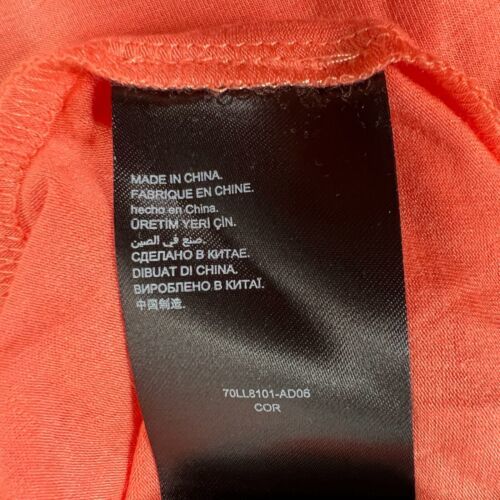 MADE IN CHINA.
FABRIQUE EN CHINE.
hecho en China.
ÜRETIM YERİ ÇİN.
صنع في الصين.
СДЕЛАНО В КИТАЕ.
DIBUAT DI CHINA.
ВИРОБЛЕНО В КИТАЇ.
中国制造.
70LL8101-AD06
COR